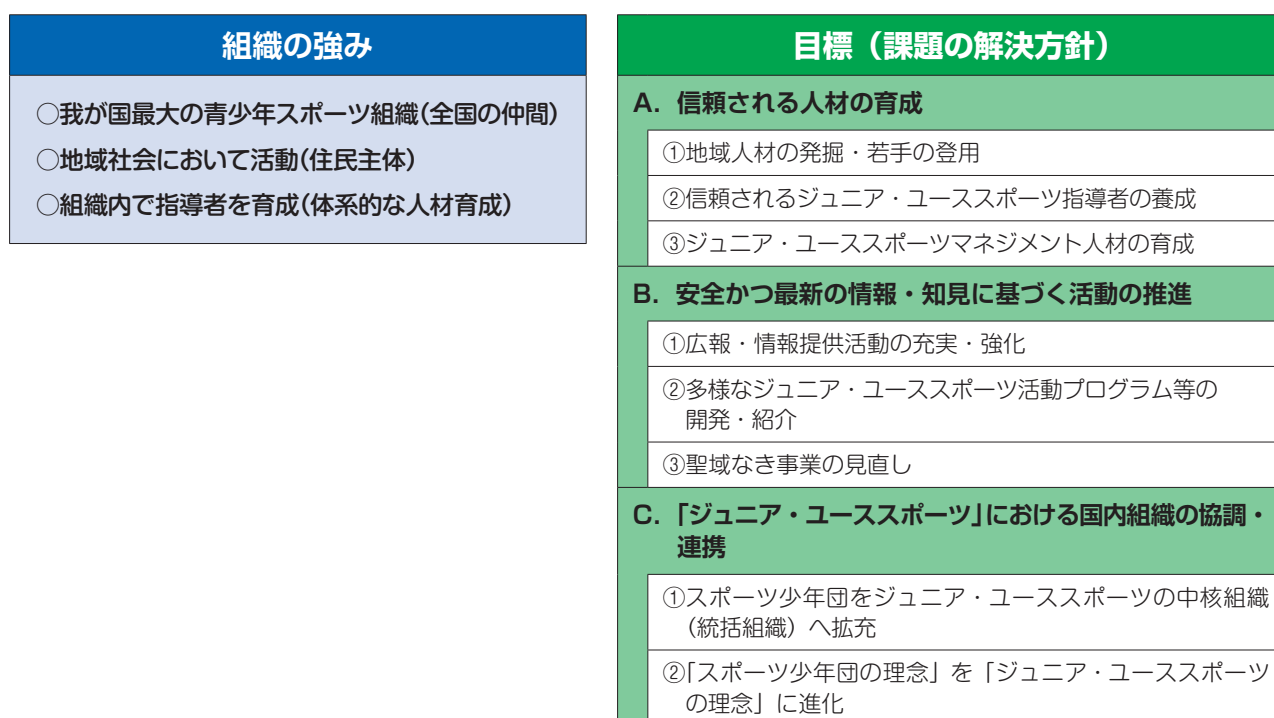 組織の強み
○我が国最大の青少年スポーツ組織(全国の仲間)
○地域社会において活動(住民主体)
○組織内で指導者を育成(体系的な人材育成)
目標(課題の解決方針)
A. 信頼される人材の育成
①地域人材の発掘・若手の登用
②信頼されるジュニア・ユーススポーツ指導者の養成
③ジュニア・ユーススポーツマネジメント人材の育成
B. 安全かつ最新の情報・知見に基づく活動の推進
①広報・情報提供活動の充実・強化
②多様なジュニア・ユーススポーツ活動プログラム等の
開発・紹介
③聖域なき事業の見直し
C. 「ジュニア・ユーススポーツ」における国内組織の協調・
連携
①スポーツ少年団をジュニア・ユーススポーツの中核組織
(統括組織)へ拡充
②「スポーツ少年団の理念」を「ジュニア・ユーススポーツ
の理念」に進化